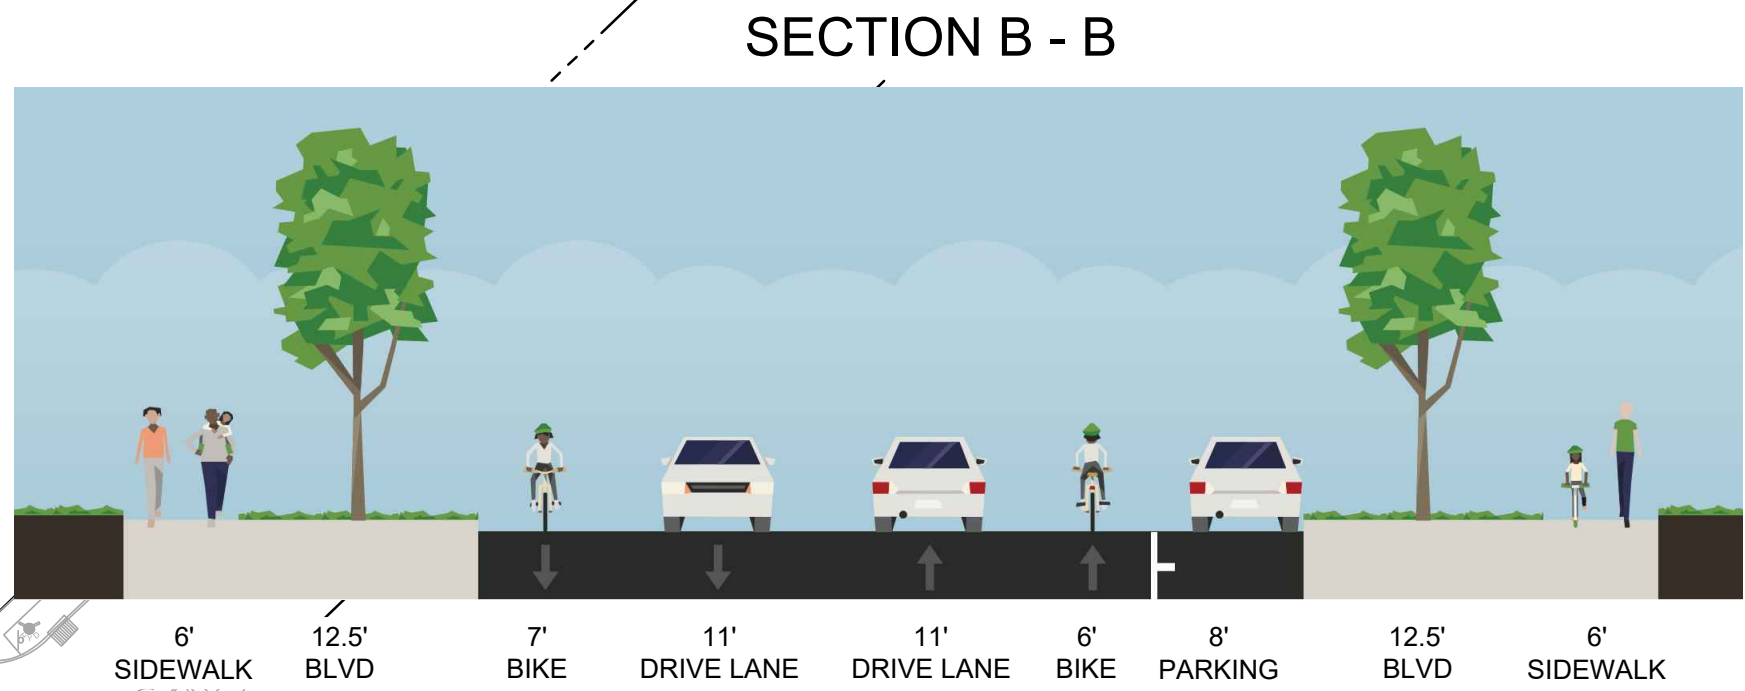 SECTION B - B
6' 12.5' 7' 11' 11' 6' 8' 12.5' 6'
SIDEWALK BLVD BIKE DRIVE LANE DRIVE LANE BIKE PARKING BLVD SIDEWALK